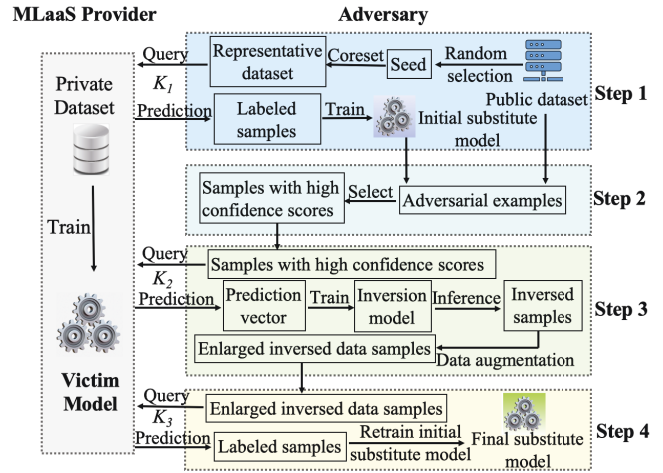 MLaaS Provider
Adversary
Private
Dataset
Train
Victim
Model
Query
K1
Prediction
Representative
dataset
Coreset
Seed
Random
selection
Public dataset
Step 1
Labeled
samples
Train
Initial substitute
model
Samples with high
confidence scores
Select
Adversarial examples
Step 2
Query
K2
Prediction
Samples with high confidence scores
Prediction
vector
Train
Inversion
model
Inference
Inversed
samples
Step 3
Enlarged inversed data samples
Data augmentation
Query
K3
Prediction
Enlarged inversed data samples
Labeled samples
Retrain initial
substitute model
Final substitute
model
Step 4